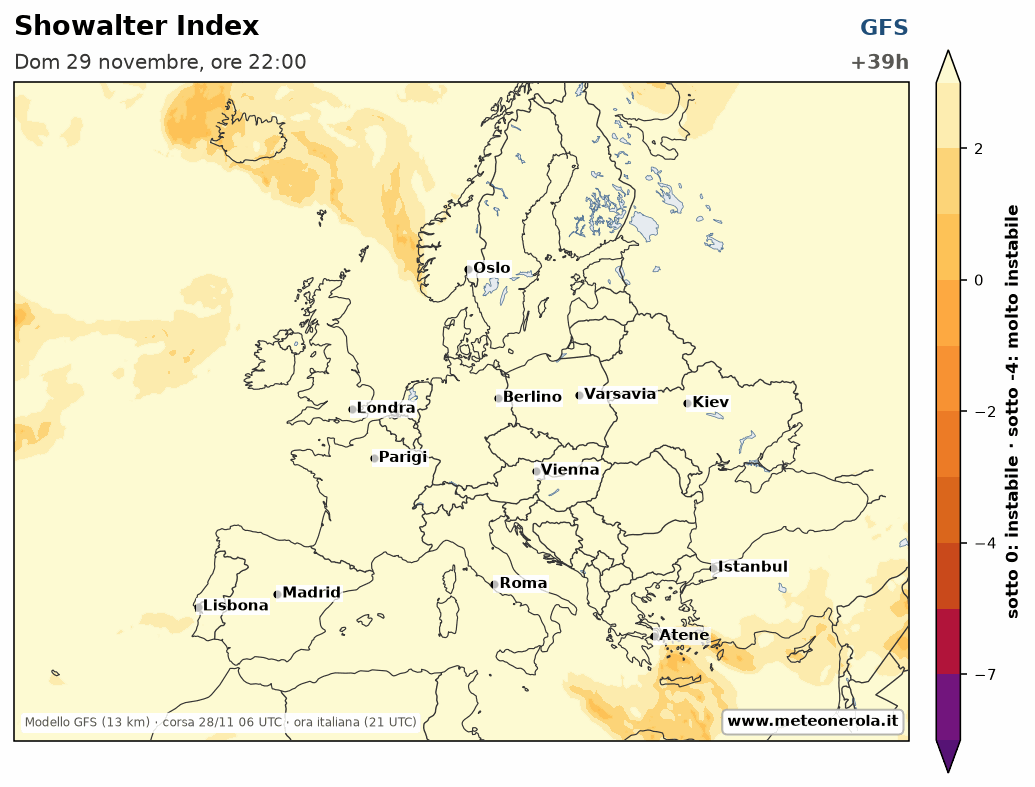 Showalter Index
GFS
Dom 29 novembre, ore 22:00
+39h
2
0
−2
−4
−7
sotto 0: instabile · sotto -4: molto instabile
Oslo
Londra
Berlino
Varsavia
Kiev
Parigi
Vienna
Istanbul
Roma
Madrid
Lisbona
Atene
Modello GFS (13 km) · corsa 28/11 06 UTC · ora italiana (21 UTC)
www.meteonerola.it